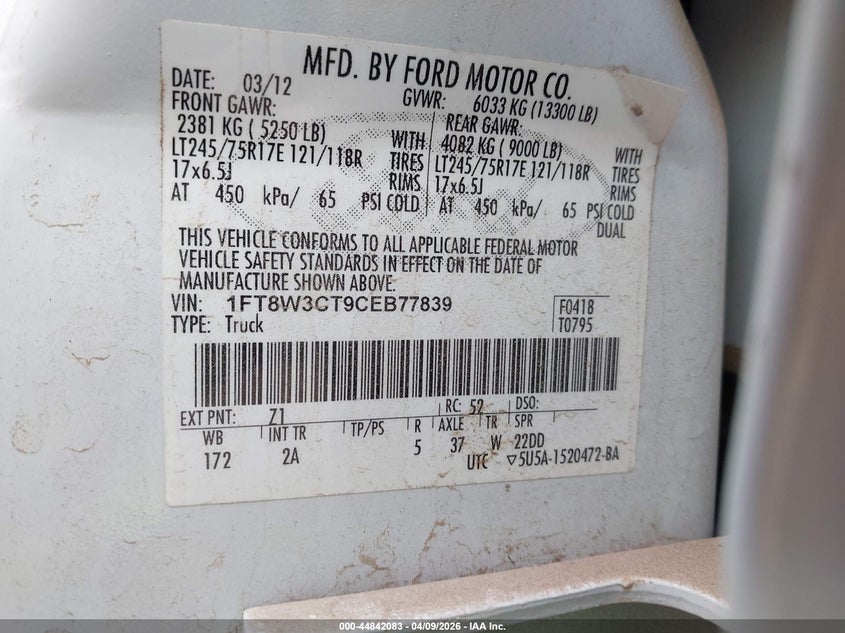 MFD. BY FORD MOTOR CO.
DATE: 03/12 GVWR: 6033 KG (13300 LB)
FRONT GAWR: REAR GAWR:
2381 KG ( 5250 LB) WITH 4082 KG ( 9000 LB) WITH
LT245/75R17E 121/118R TIRES LT245/75R17E 121/118R TIRES
17x6.5J RIMS 17x6.5J RIMS
AT 450 kPa/ 65 PSI COLD AT 450 kPa/ 65 PSI COLD
DUAL
THIS VEHICLE CONFORMS TO ALL APPLICABLE FEDERAL MOTOR
VEHICLE SAFETY STANDARDS IN EFFECT ON THE DATE OF
MANUFACTURE SHOWN ABOVE.
VIN: 1FT8W3CT9CEB77839 F0418
TYPE: Truck T0795
EXT PNT: Z1 RC: 52 DSO:
WB INT TR TP/PS R AXLE TR SPR
172 2A 5 37 W 22DD
UTC ▽5U5A-1520472-BA
000-44842083 - 04/09/2026 - IAA Inc.